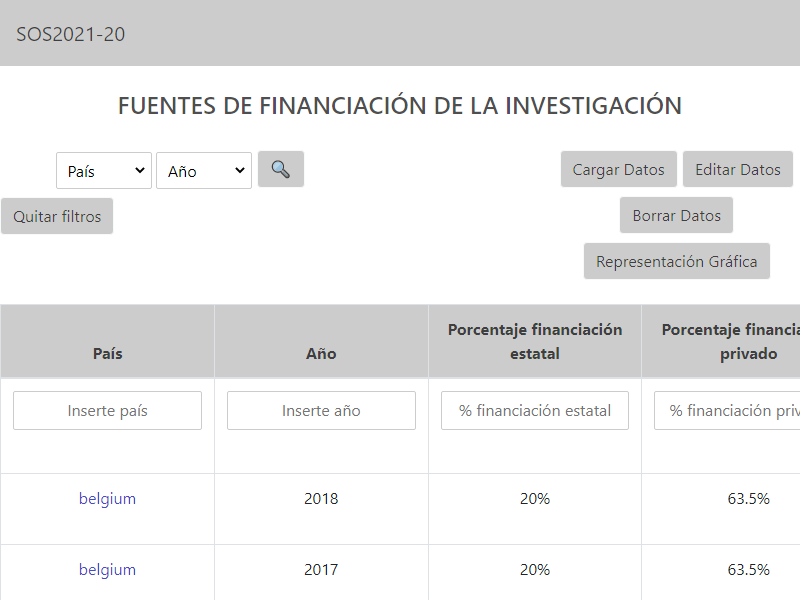 SOS2021-20
FUENTES DE FINANCIACIÓN DE LA INVESTIGACIÓN
País Año Cargar Datos Editar Datos
Quitar filtros Borrar Datos
Representación Gráfica
Porcentaje financiación Porcentaje financia
País Año estatal privado
Inserte país Inserte año % financiación estatal % financiación priv
belgium 2018 20% 63.5%
belgium 2017 20% 63.5%